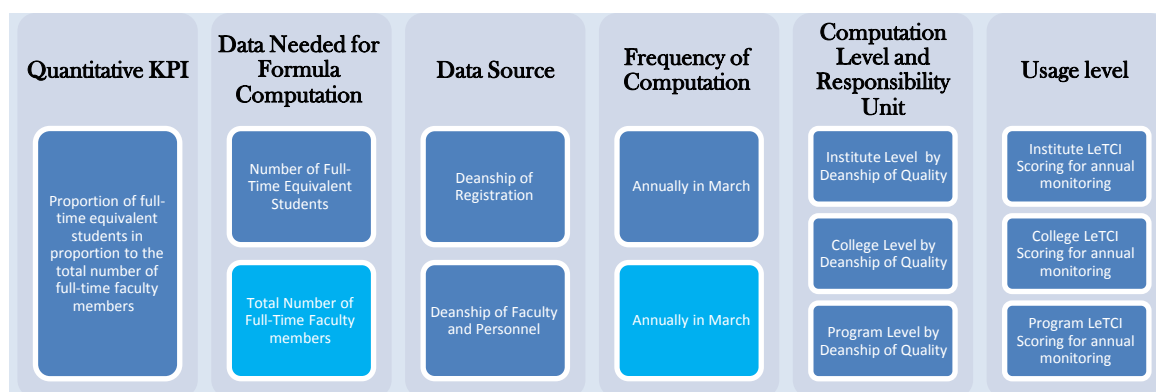 Quantitative KPI
Proportion of full-
time equivalent
students in
proportion to the
total number of
full-time faculty
members
Data Needed for
Formula
Computation
Number of Full-
Time Equivalent
Students
Total Number of
Full-Time Faculty
members
Data Source
Deanship of
Registration
Deanship of Faculty
and Personnel
Frequency of
Computation
Annually in March
Annually in March
Computation
Level and
Responsibility
Unit
Institute Level by
Deanship of Quality
College Level by
Deanship of Quality
Program Level by
Deanship of Quality
Usage level
Institute LeTCI
Scoring for annual
monitoring
College LeTCI
Scoring for annual
monitoring
Program LeTCI
Scoring for annual
monitoring